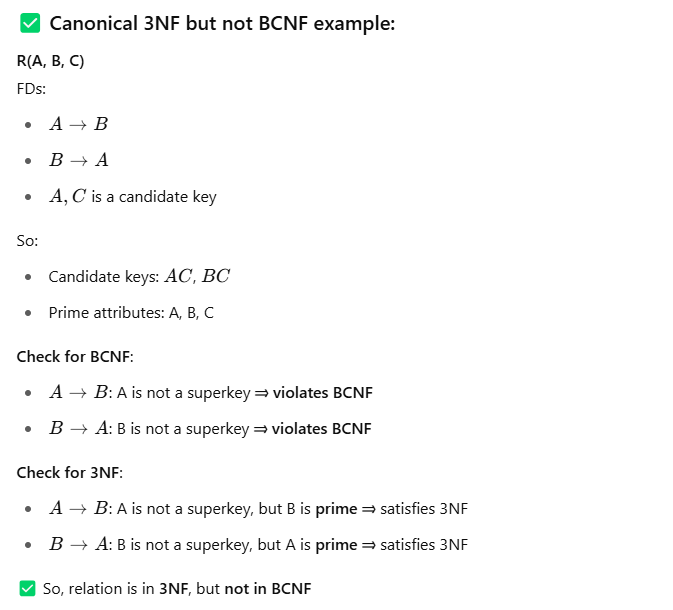 ✅ Canonical 3NF but not BCNF example:
R(A, B, C)
FDs:
• A → B
• B → A
• A, C is a candidate key
So:
• Candidate keys: AC, BC
• Prime attributes: A, B, C
Check for BCNF:
• A → B: A is not a superkey ⇒ violates BCNF
• B → A: B is not a superkey ⇒ violates BCNF
Check for 3NF:
• A → B: A is not a superkey, but B is prime ⇒ satisfies 3NF
• B → A: B is not a superkey, but A is prime ⇒ satisfies 3NF
✅ So, relation is in 3NF, but not in BCNF